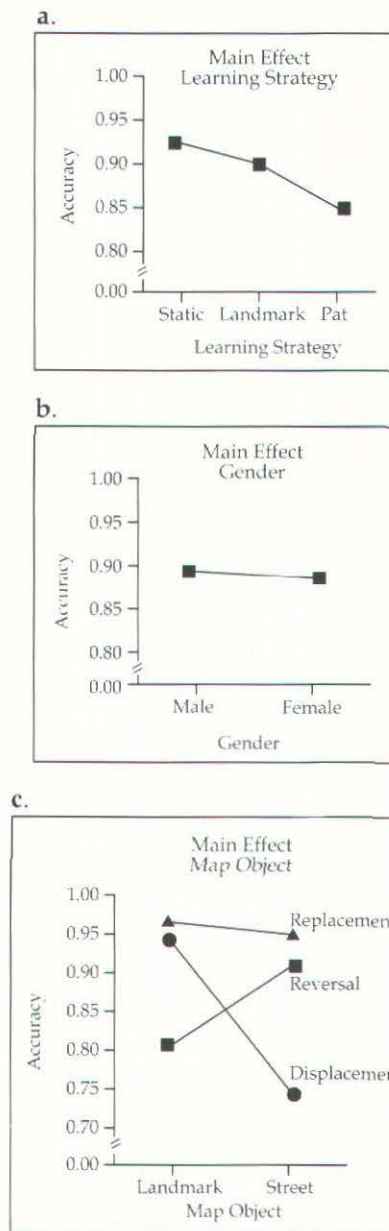 a.
Main Effect
Learning Strategy
1.00
0.95
0.90
0.85
0.80
0.00
Accuracy
Static Landmark Pat
Learning Strategy
b.
Main Effect
Gender
1.00
0.95
0.90
0.85
0.80
0.00
Accuracy
Male Female
Gender
c.
Main Effect
Map Object
1.00
0.95
0.90
0.85
0.80
0.75
0.70
0.00
Accuracy
Replacemen
Reversal
Displacemen
Landmark Street
Map Object